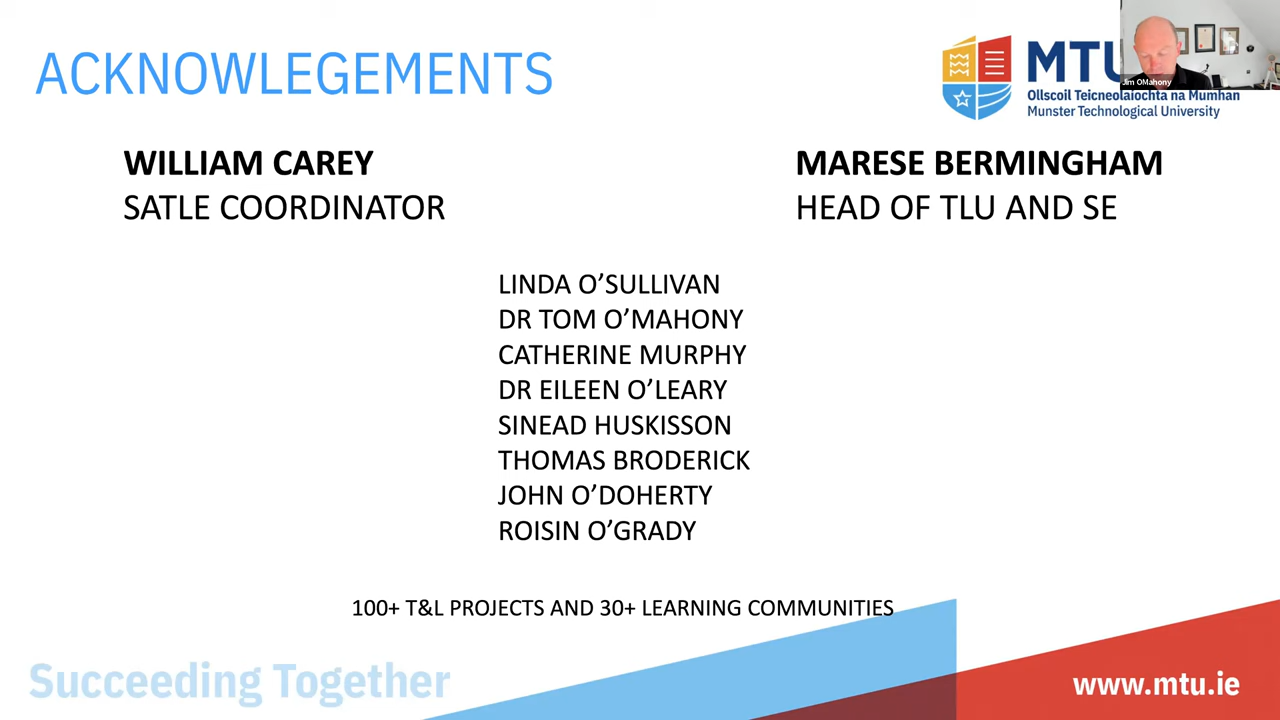 ACKNOWLEGEMENTS
MTU
Jim OMahony
Ollscoil Teicneolaíochta na Mumhan
Munster Technological University
WILLIAM CAREY
SATLE COORDINATOR
MARESE BERMINGHAM
HEAD OF TLU AND SE
LINDA O’SULLIVAN
DR TOM O’MAHONY
CATHERINE MURPHY
DR EILEEN O’LEARY
SINEAD HUSKISSON
THOMAS BRODERICK
JOHN O’DOHERTY
ROISIN O’GRADY
100+ T&L PROJECTS AND 30+ LEARNING COMMUNITIES
Succeeding Together
www.mtu.ie